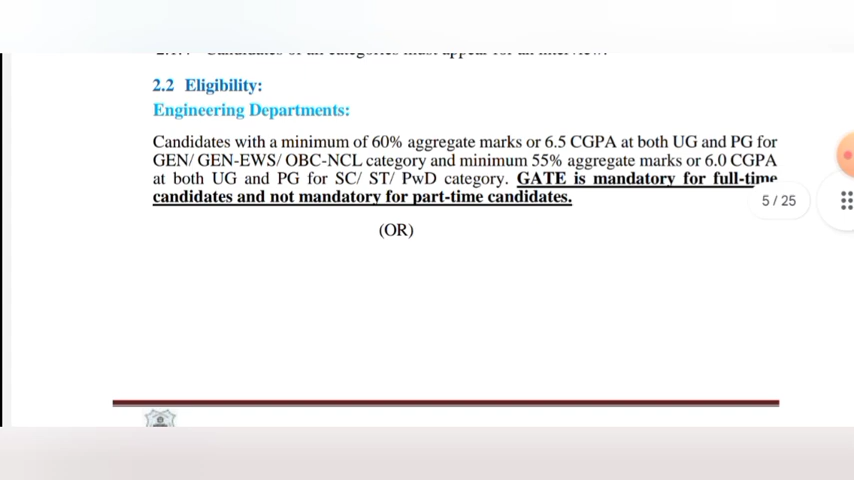 2.2 Eligibility:
Engineering Departments:
Candidates with a minimum of 60% aggregate marks or 6.5 CGPA at both UG and PG for
GEN/ GEN-EWS/ OBC-NCL category and minimum 55% aggregate marks or 6.0 CGPA
at both UG and PG for SC/ ST/ PwD category. GATE is mandatory for full-time
candidates and not mandatory for part-time candidates.
5 / 25
(OR)